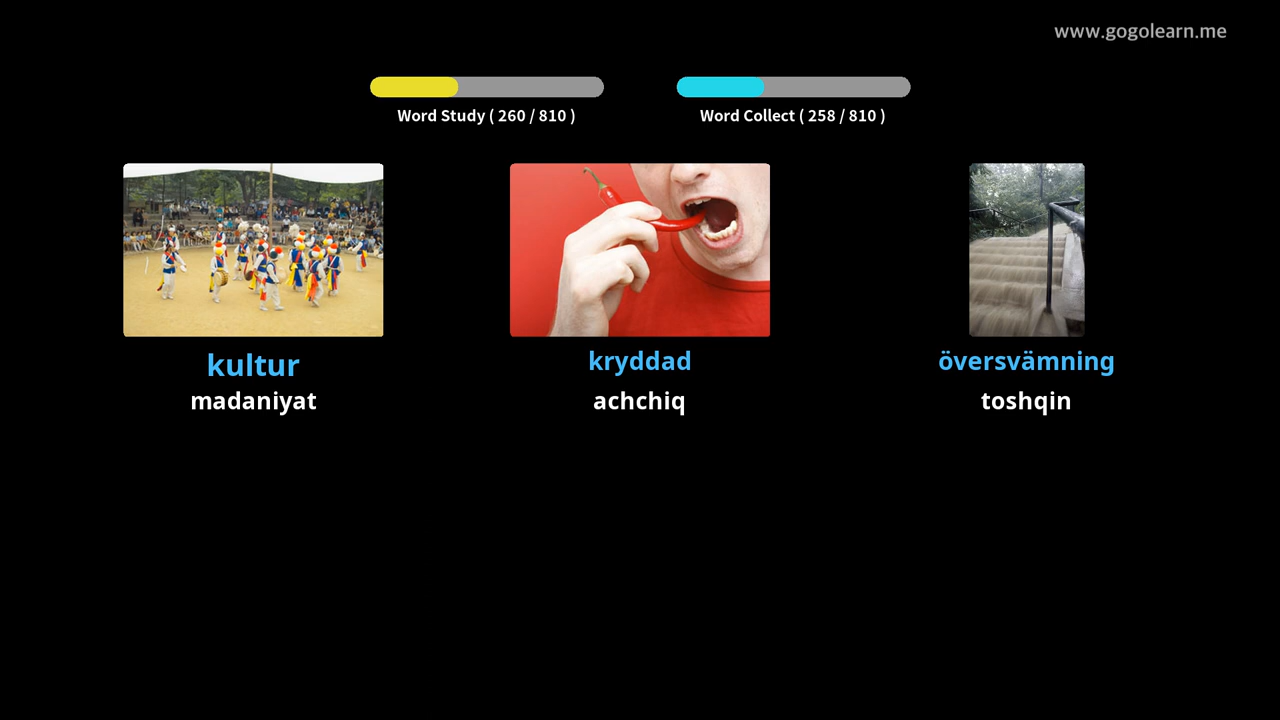 www.gogolearn.me
Word Study ( 260 / 810 )
Word Collect ( 258 / 810 )
kultur
kryddad
översvämning
madaniyat
achchiq
toshqin